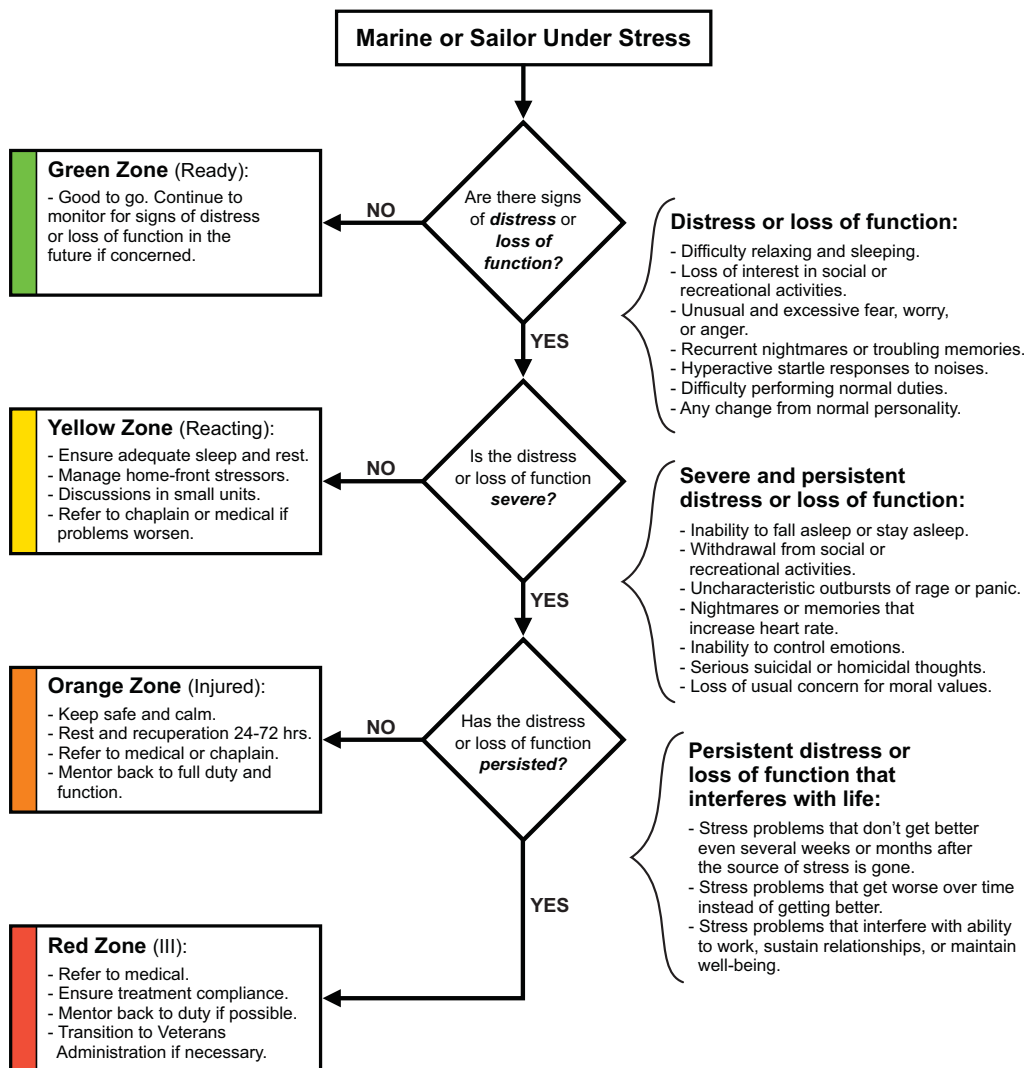 Marine or Sailor Under Stress
Are there signs
of distress or
loss of
function?
NO
YES
Green Zone (Ready):
- Good to go. Continue to
monitor for signs of distress
or loss of function in the
future if concerned.
Distress or loss of function:
- Difficulty relaxing and sleeping.
- Loss of interest in social or
recreational activities.
- Unusual and excessive fear, worry,
or anger.
- Recurrent nightmares or troubling memories.
- Hyperactive startle responses to noises.
- Difficulty performing normal duties.
- Any change from normal personality.
Is the distress
or loss of function
severe?
NO
YES
Yellow Zone (Reacting):
- Ensure adequate sleep and rest.
- Manage home-front stressors.
- Discussions in small units.
- Refer to chaplain or medical if
problems worsen.
Severe and persistent
distress or loss of function:
- Inability to fall asleep or stay asleep.
- Withdrawal from social or
recreational activities.
- Uncharacteristic outbursts of rage or panic.
- Nightmares or memories that
increase heart rate.
- Inability to control emotions.
- Serious suicidal or homicidal thoughts.
- Loss of usual concern for moral values.
Has the distress
or loss of function
persisted?
NO
YES
Orange Zone (Injured):
- Keep safe and calm.
- Rest and recuperation 24-72 hrs.
- Refer to medical or chaplain.
- Mentor back to full duty and
function.
Persistent distress or
loss of function that
interferes with life:
- Stress problems that don’t get better
even several weeks or months after
the source of stress is gone.
- Stress problems that get worse over time
instead of getting better.
- Stress problems that interfere with ability
to work, sustain relationships, or maintain
well-being.
Red Zone (Ill):
- Refer to medical.
- Ensure treatment compliance.
- Mentor back to duty if possible.
- Transition to Veterans
Administration if necessary.